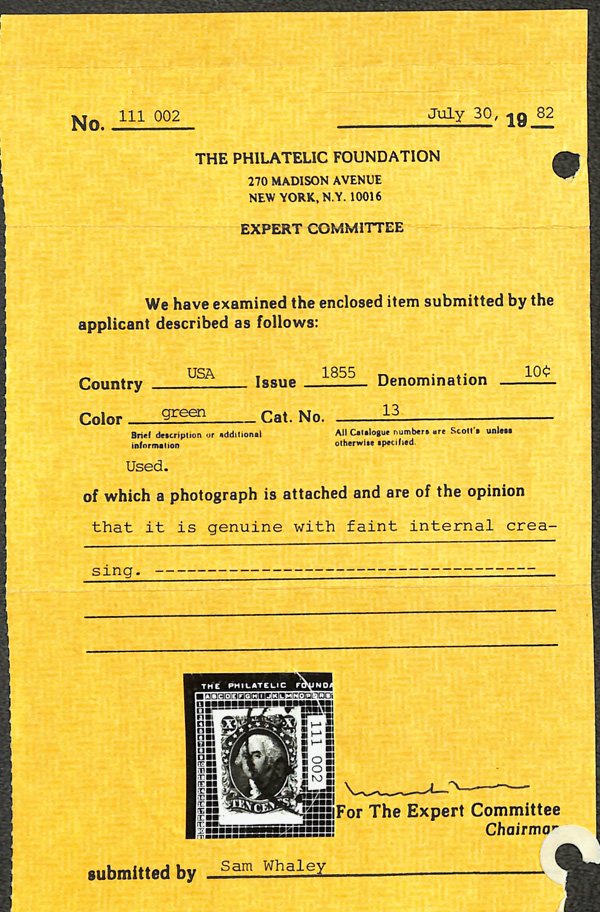 No. 111 002 July 30, 19 82
THE PHILATELIC FOUNDATION
270 MADISON AVENUE
NEW YORK, N.Y. 10016
EXPERT COMMITTEE
We have examined the enclosed item submitted by the
applicant described as follows:
Country USA Issue 1855 Denomination 10¢
Color green Cat. No. 13
Brief description or additional
information
All Catalogue numbers are Scott's unless
otherwise specified.
Used.
of which a photograph is attached and are of the opinion
that it is genuine with faint internal crea-
sing. ------------------------------------
THE PHILATELIC FOUNDA
ABCDEFGHIJKLMNOPQRS
X X
111 002
TEN CENTS
For The Expert Committee
Chairman
submitted by Sam Whaley